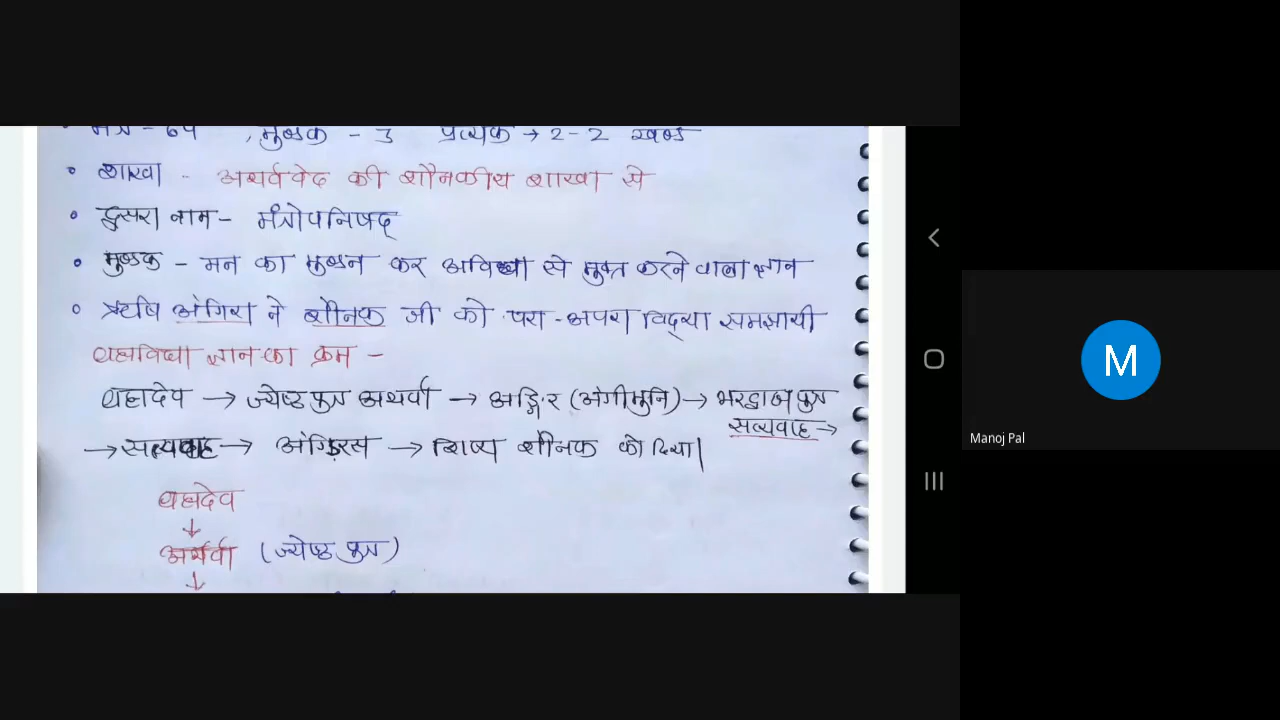 मंत्र - 64 , मुण्डक - 3 प्रत्येक → 2-2 खण्ड
• शाखा - अथर्ववेद की शौनकीय शाखा से
• दुसरा नाम - मंत्रोपनिषद्
• मुण्डक - मन का मुण्डन कर अविद्या से मुक्त करने वाला ज्ञान
• ऋषि अंगिरा ने शौनक जी को परा - अपरा विद्या समझायी
ब्रह्मविद्या ज्ञान का क्रम -
ब्रह्मदेव → ज्येष्ठ पुत्र अथर्वा → अङ्गिर (अंगीमुनि) → भरद्वाज पुत्र
सत्यवाह →
→ सत्यवाह → अंगिरस → शिष्य शौनक को दिया|
ब्रह्मदेव
↓
अथर्वा (ज्येष्ठ पुत्र)
↓
M
Manoj Pal